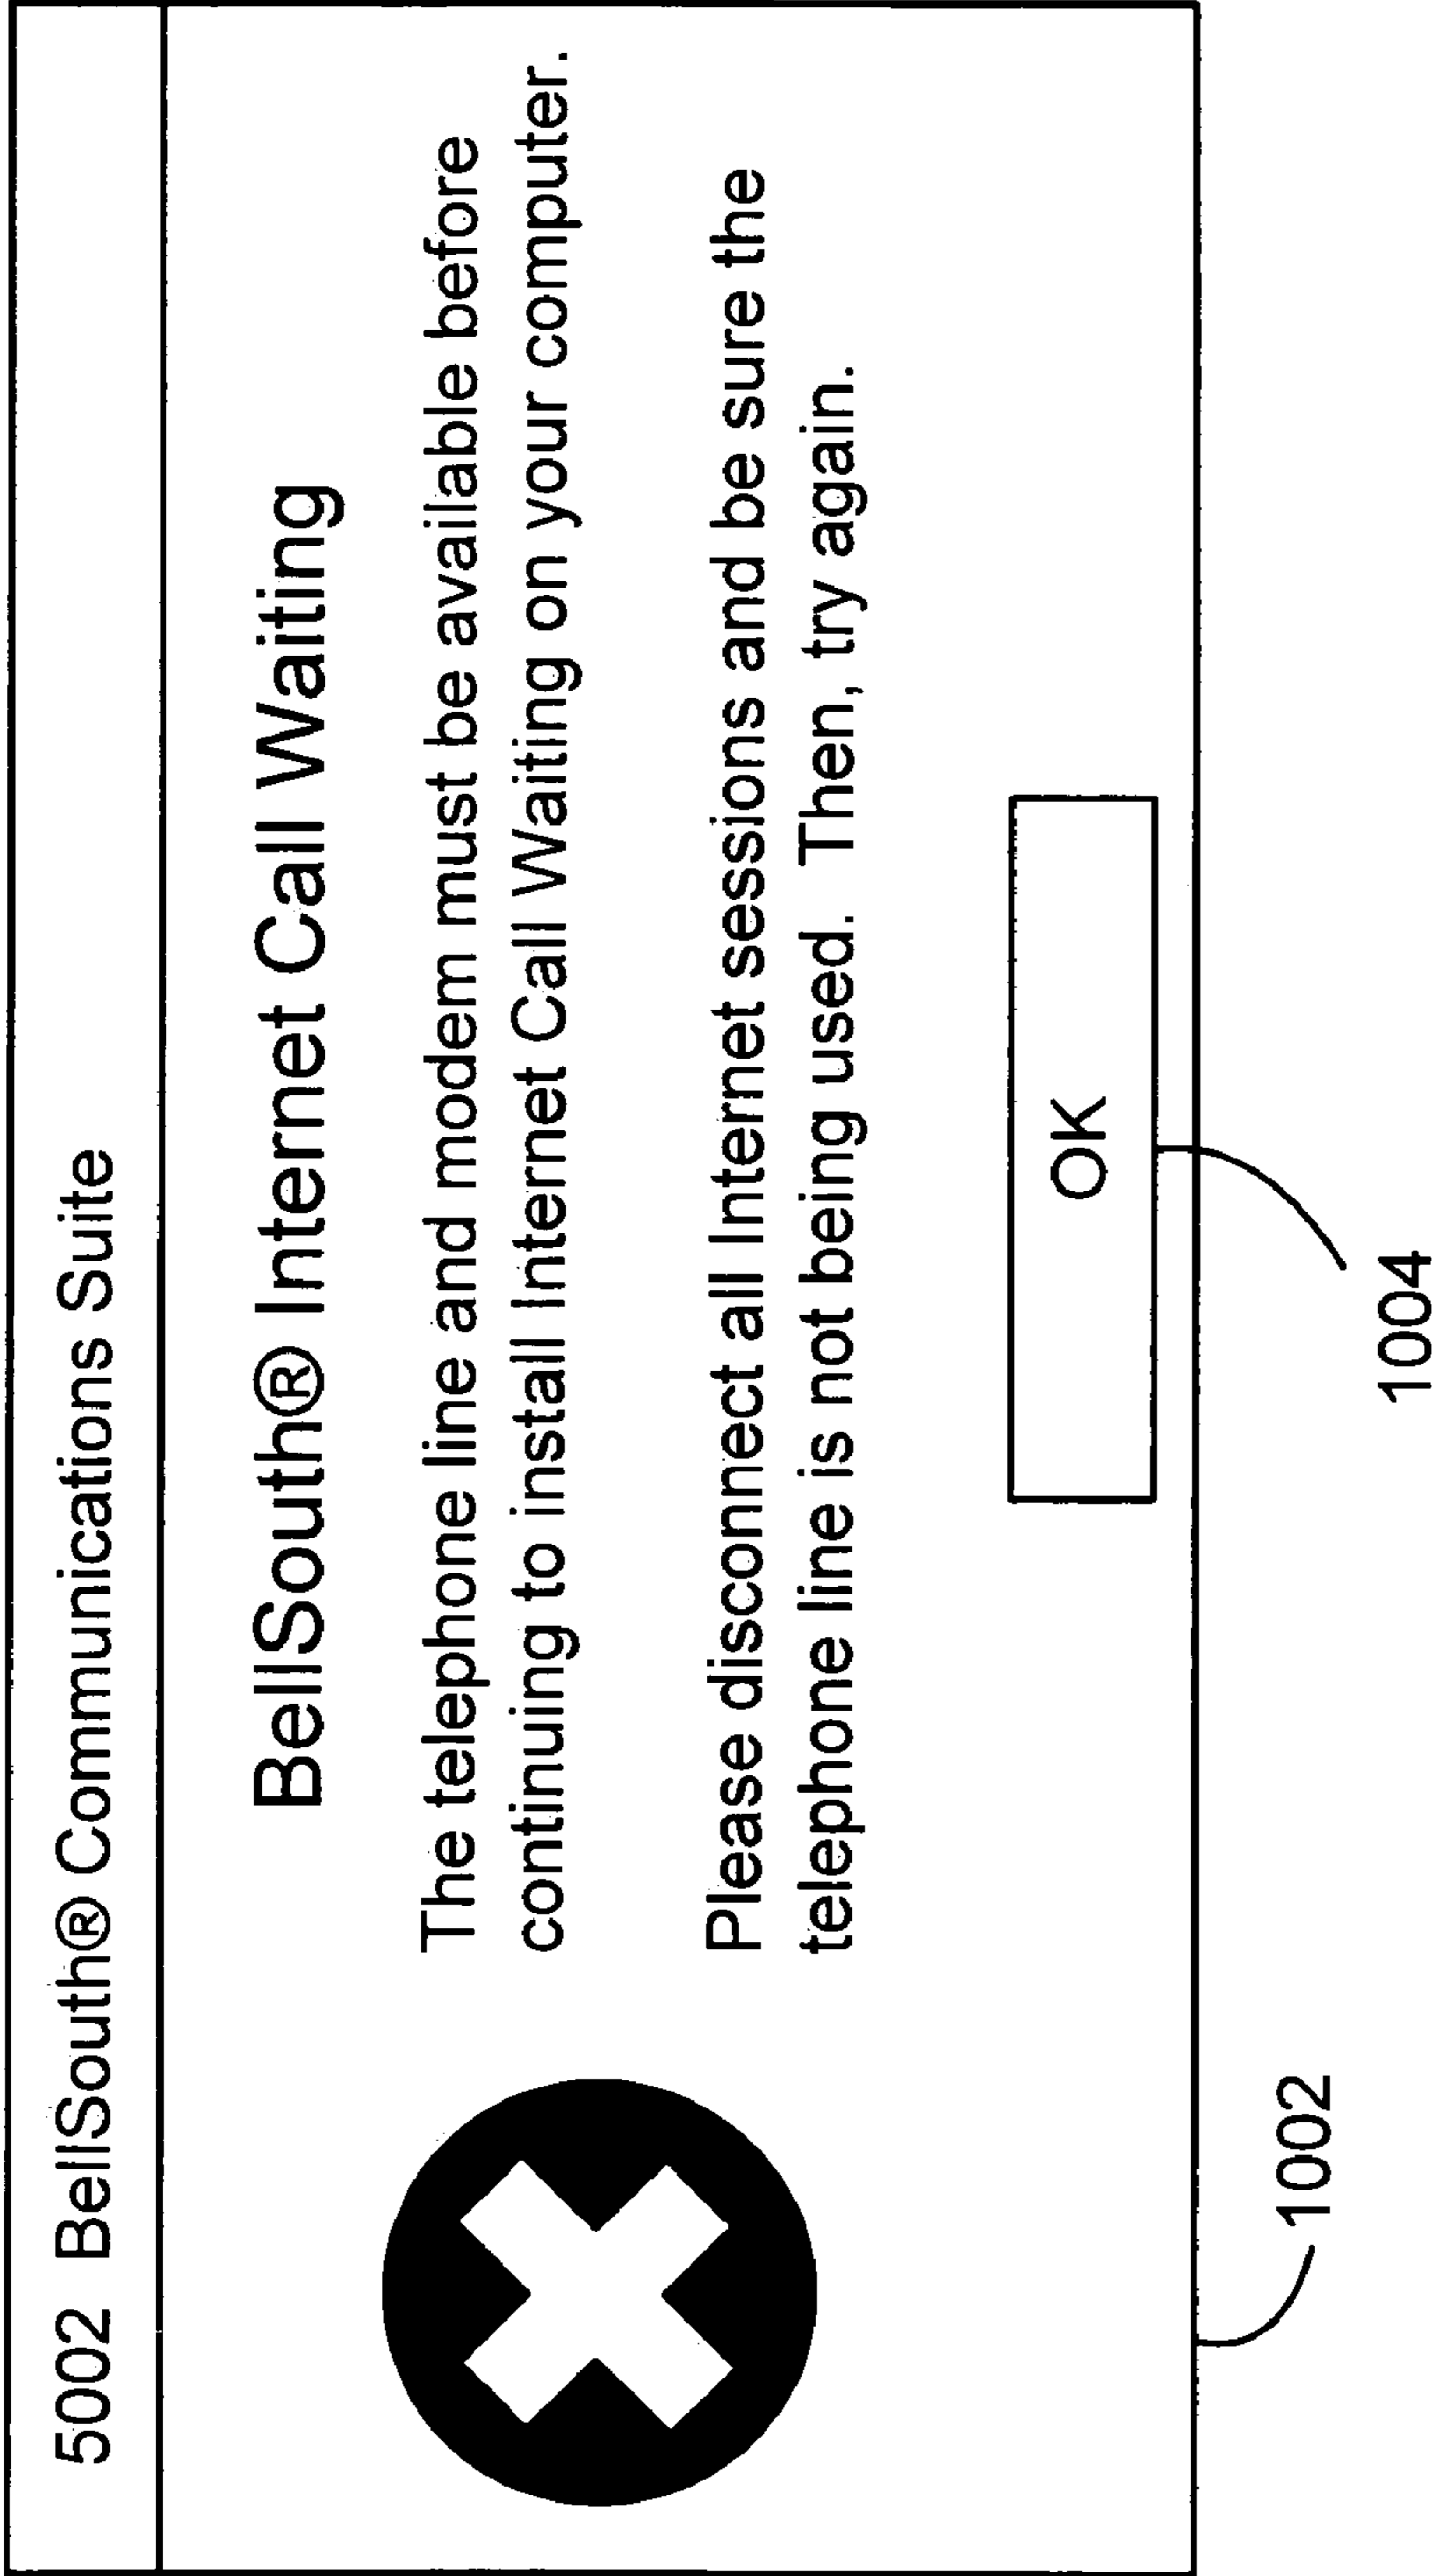 5002 BellSouth® Communications Suite
BellSouth® Internet Call Waiting
The telephone line and modem must be available before
continuing to install Internet Call Waiting on your computer.
Please disconnect all Internet sessions and be sure the
telephone line is not being used. Then, try again.
OK
1002
1004